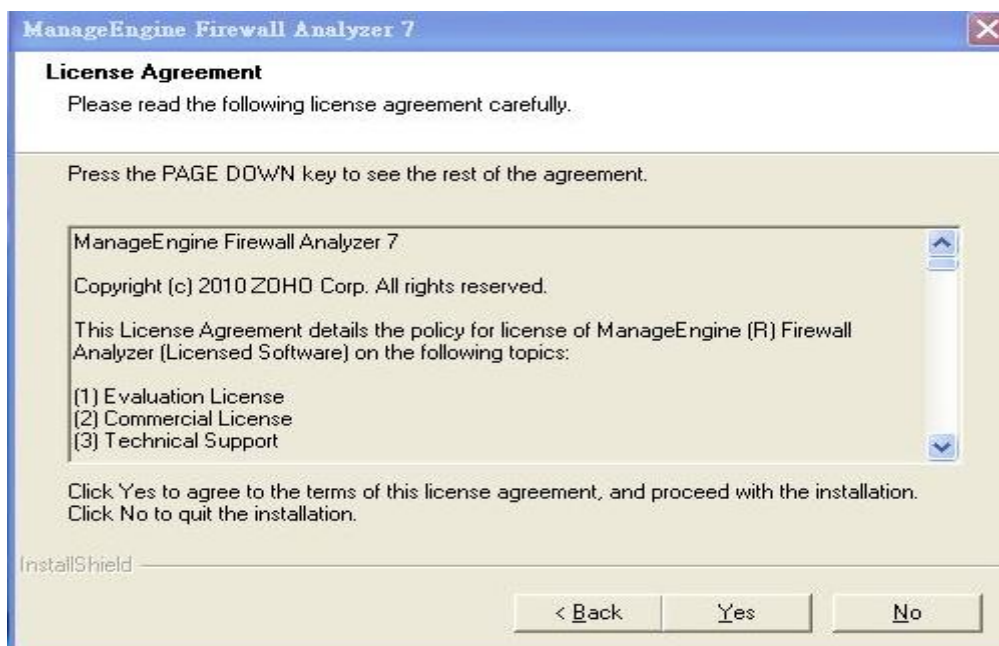 ManageEngine Firewall Analyzer 7
License Agreement
Please read the following license agreement carefully.
Press the PAGE DOWN key to see the rest of the agreement.
ManageEngine Firewall Analyzer 7
Copyright (c) 2010 ZOHO Corp. All rights reserved.
This License Agreement details the policy for license of ManageEngine (R) Firewall
Analyzer (Licensed Software) on the following topics:
(1) Evaluation License
(2) Commercial License
(3) Technical Support
Click Yes to agree to the terms of this license agreement, and proceed with the installation.
Click No to quit the installation.
InstallShield
< Back
Yes
No